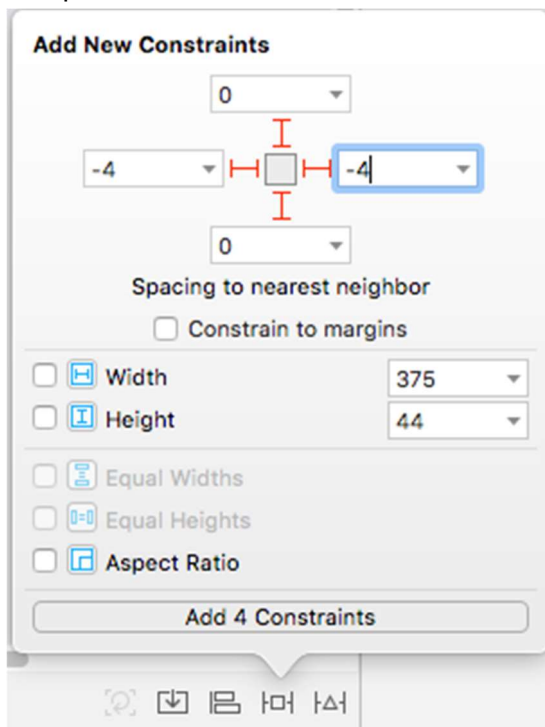 Add New Constraints
0
-4 -4
0
Spacing to nearest neighbor
Constrain to margins
Width 375
Height 44
Equal Widths
Equal Heights
Aspect Ratio
Add 4 Constraints